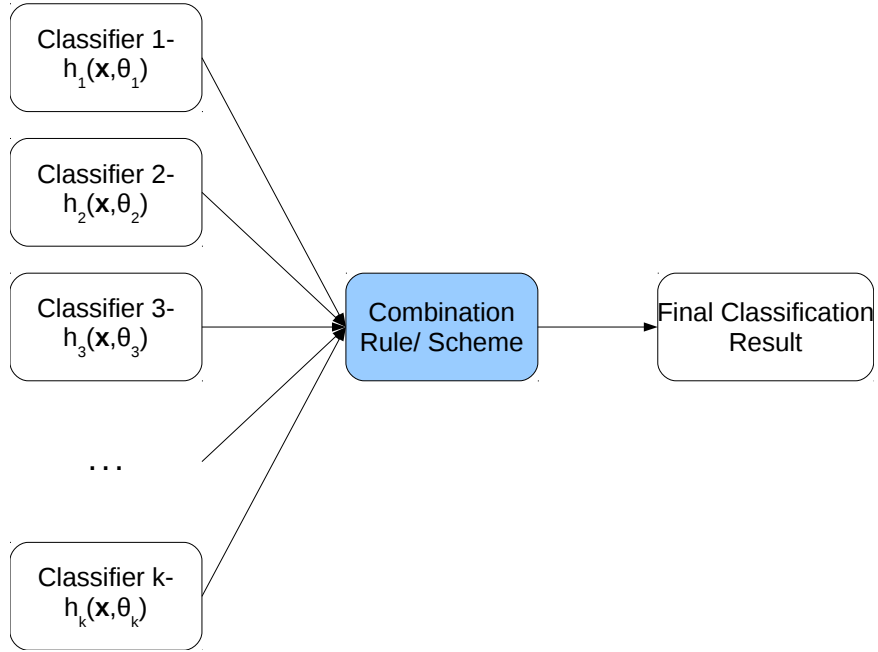 Classifier 1-
h₁(x,θ₁)
Classifier 2-
h₂(x,θ₂)
Classifier 3-
h₃(x,θ₃)
Combination
Rule/ Scheme
Final Classification
Result
...
Classifier k-
hₖ(x,θₖ)